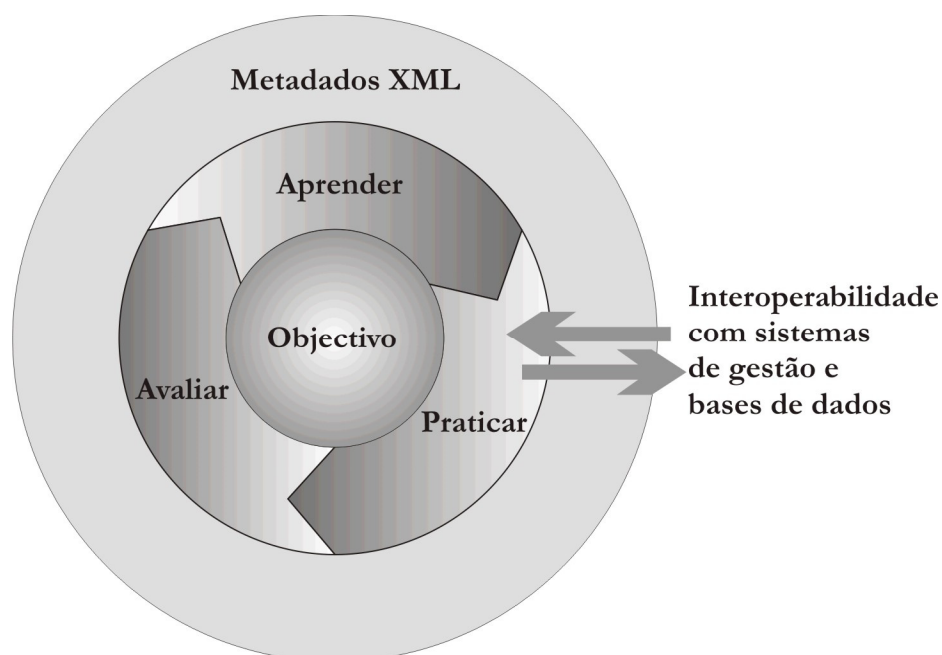 Metadados XML
Aprender
Objectivo
Avaliar
Praticar
Interoperabilidade
com sistemas
de gestão e
bases de dados